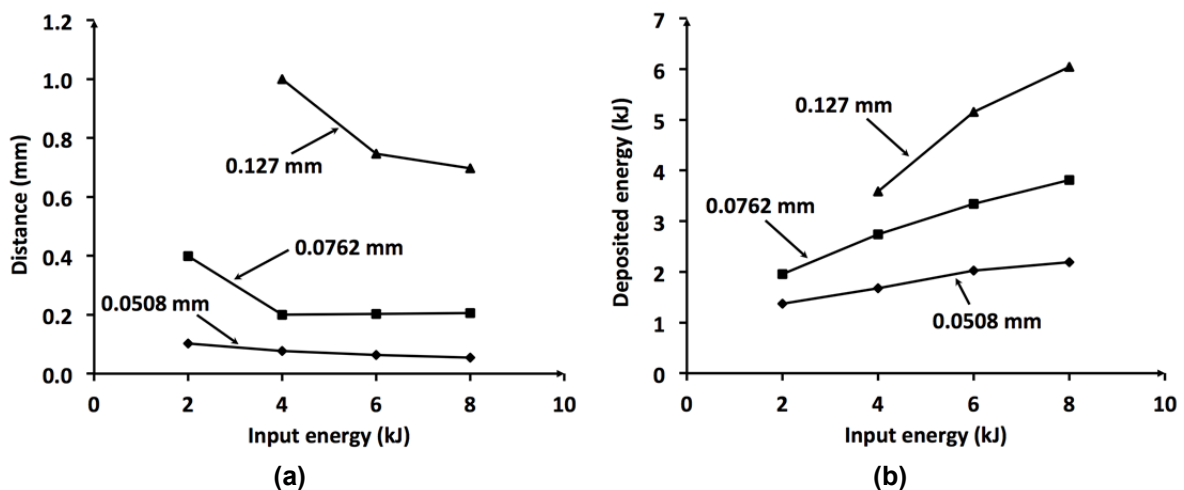 1.2
1.0
0.8
0.6
0.4
0.2
0.0
Distance (mm)
0.127 mm
0.0762 mm
0.0508 mm
0 2 4 6 8 10
Input energy (kJ)
(a)
7
6
5
4
3
2
1
0
Deposited energy (kJ)
0.127 mm
0.0762 mm
0.0508 mm
0 2 4 6 8 10
Input energy (kJ)
(b)